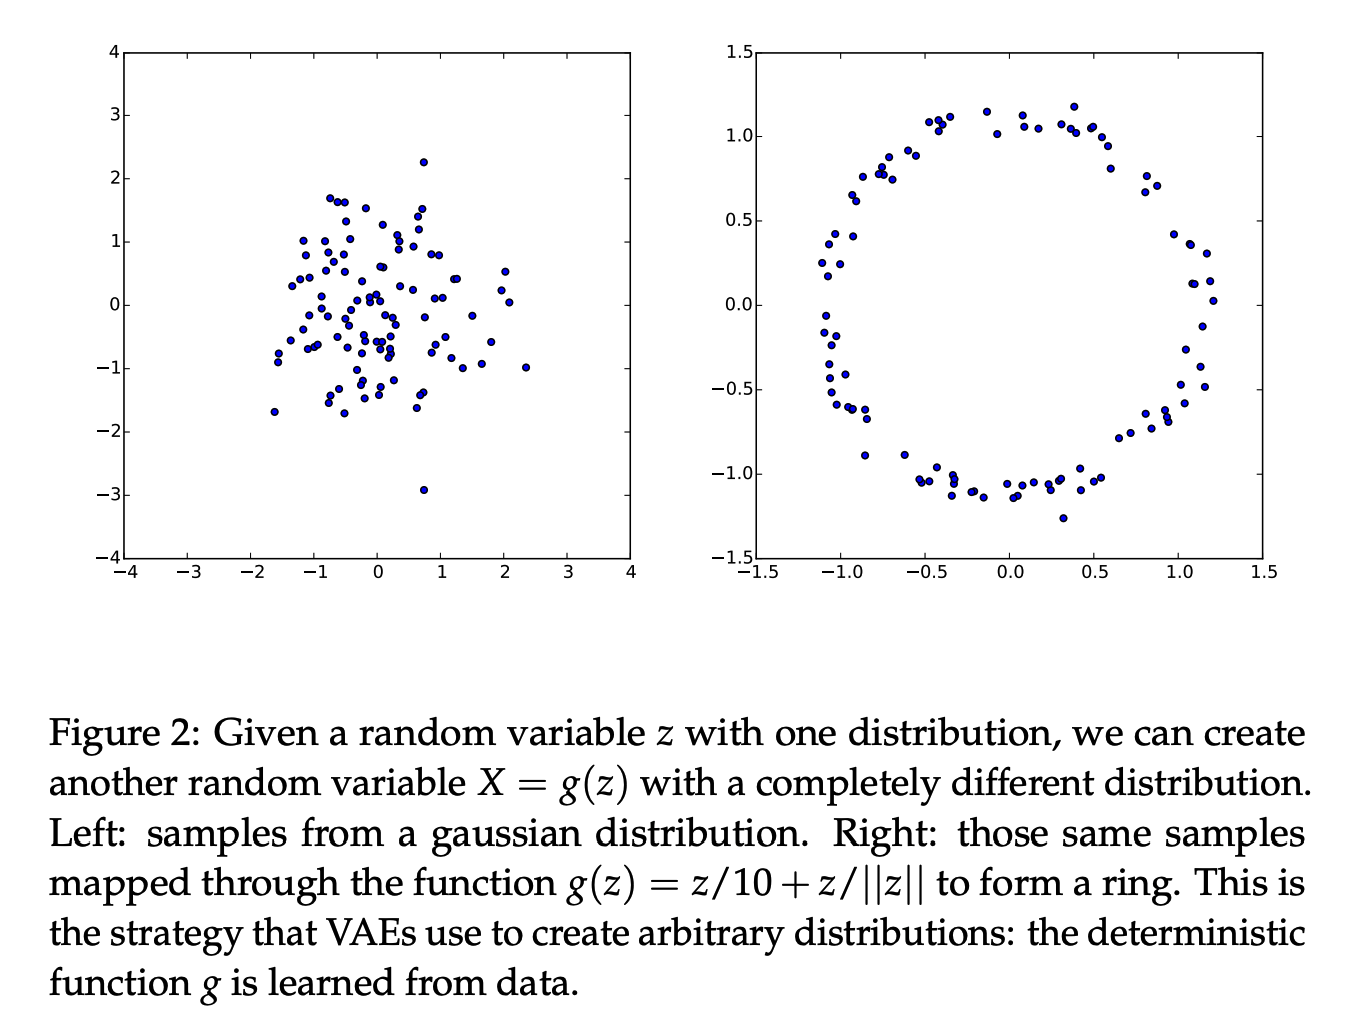 4
3
2
1
0
−1
−2
−3
−4
−4 −3 −2 −1 0 1 2 3 4
1.5
1.0
0.5
0.0
−0.5
−1.0
−1.5
−1.5 −1.0 −0.5 0.0 0.5 1.0 1.5
Figure 2: Given a random variable z with one distribution, we can create
another random variable X = g(z) with a completely different distribution.
Left: samples from a gaussian distribution. Right: those same samples
mapped through the function g(z) = z/10 + z/||z|| to form a ring. This is
the strategy that VAEs use to create arbitrary distributions: the deterministic
function g is learned from data.